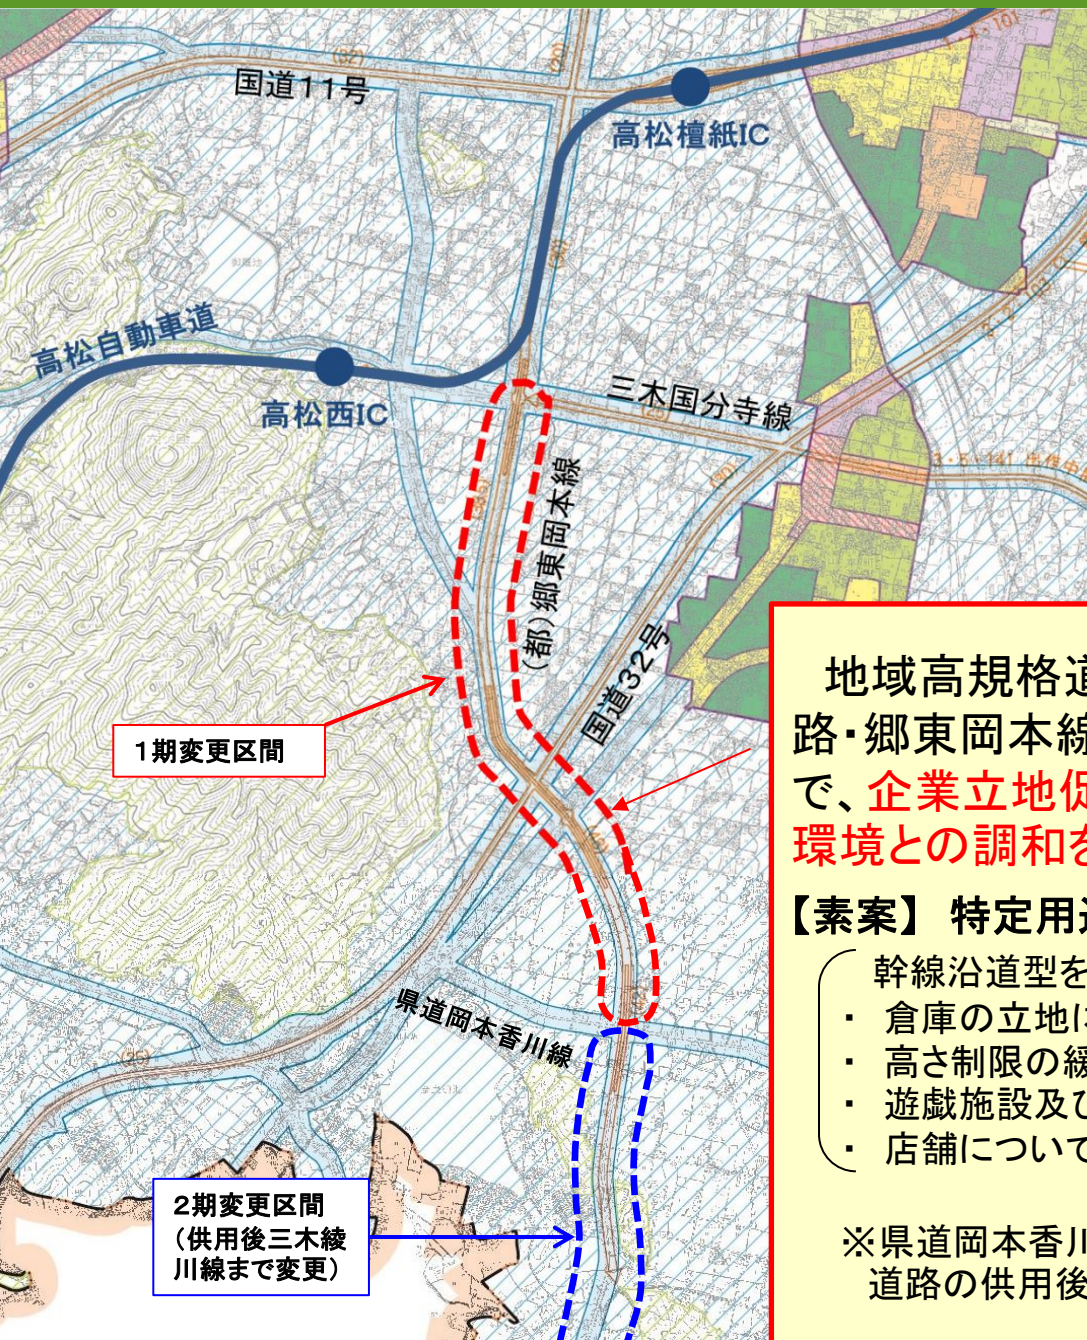 国道11号
高松檀紙IC
高松自動車道
高松西IC
三木国分寺線
(都)郷東岡本線
国道32号
1期変更区間
県道岡本香川線
2期変更区間
(供用後三木綾
川線まで変更)
地域高規格道
路・郷東岡本線
で、企業立地促
環境との調和を
【素案】 特定用途
幹線沿道型を
・ 倉庫の立地に
・ 高さ制限の緩
・ 遊戯施設及び
・ 店舗について
※県道岡本香川
道路の供用後